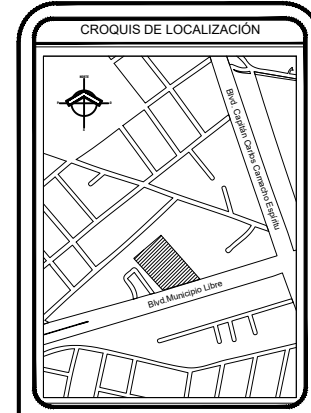 CROQUIS DE LOCALIZACIÓN
Blvd. Capitán Carlos Camacho Espíritu
Blvd.Municipio Libre